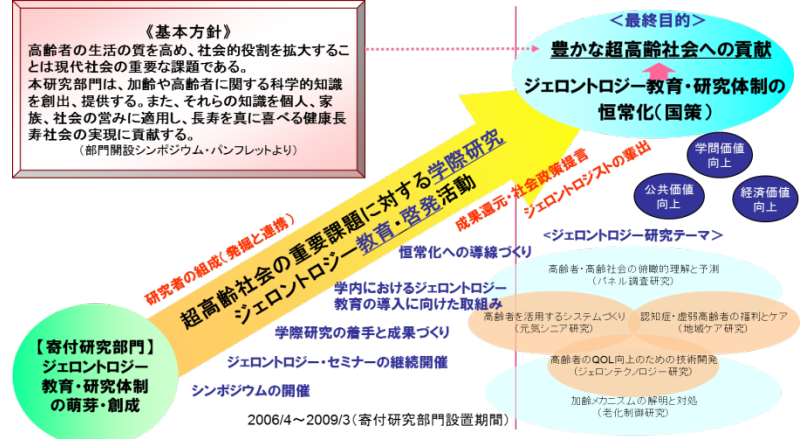 《基本方針》
高齢者の生活の質を高め、社会的役割を拡大するこ
とは現代社会の重要な課題である。
本研究部門は、加齢や高齢者に関する科学的知識
を創出、提供する。また、それらの知識を個人、家
族、社会の営みに適用し、長寿を真に喜べる健康長
寿社会の実現に貢献する。
（部門開設シンポジウム・パンフレットより）
＜最終目的＞
豊かな超高齢社会への貢献
ジェロントロジー教育・研究体制の
恒常化（国策）
学問価値
向上
公共価値
向上
経済価値
向上
研究者の組成（発掘と連携）
超高齢社会の重要課題に対する学際研究
ジェロントロジー教育・啓発活動
成果還元・社会政策提言
ジェロントロジストの輩出
恒常化への導線づくり
学内におけるジェロントロジー
教育の導入に向けた取組み
学際研究の着手と成果づくり
ジェロントロジー・セミナーの継続開催
シンポジウムの開催
【寄付研究部門】
ジェロントロジー
教育・研究体制
の萌芽・創成
2006/4～2009/3（寄付研究部門設置期間）
＜ジェロントロジー研究テーマ＞
高齢者・高齢社会の俯瞰的理解と予測
（パネル調査研究）
高齢者を活用するシステムづくり
（元気シニア研究）
認知症・虚弱高齢者の福利とケア
（地域ケア研究）
高齢者のQOL向上のための技術開発
（ジェロンテクノロジー研究）
加齢メカニズムの解明と対処
（老化制御研究）